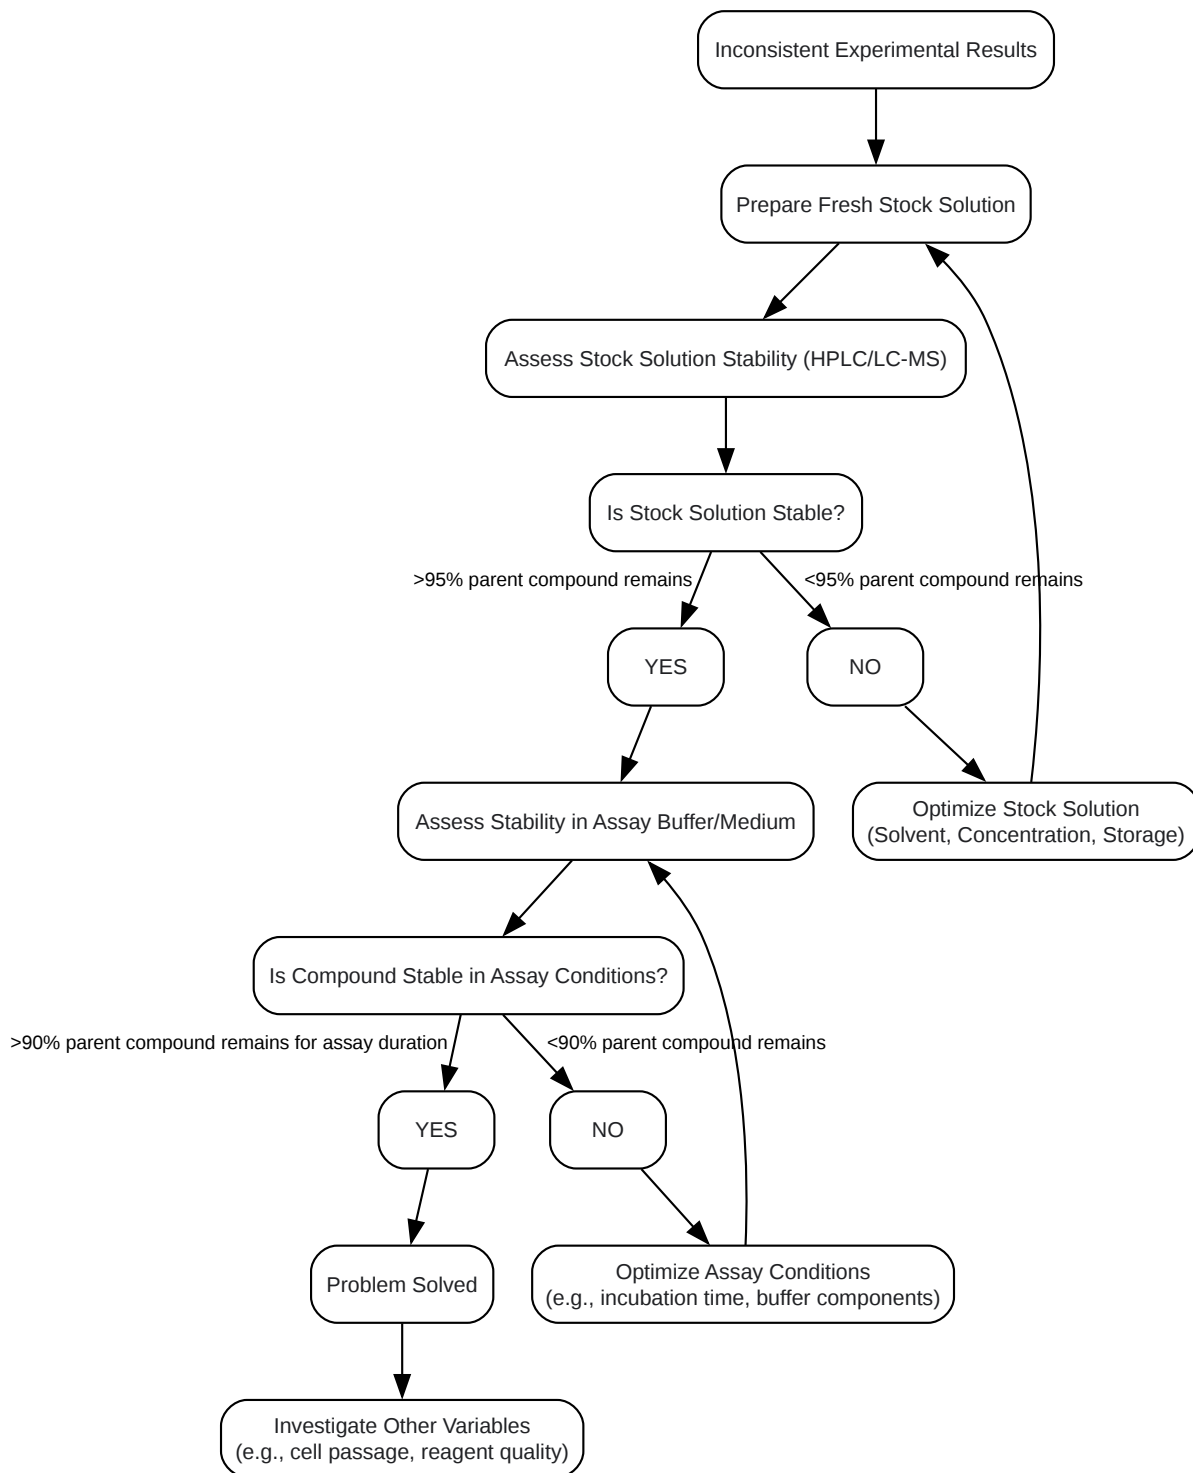 Inconsistent Experimental Results
Prepare Fresh Stock Solution
Assess Stock Solution Stability (HPLC/LC-MS)
Is Stock Solution Stable?
>95% parent compound remains
<95% parent compound remains
YES
NO
Assess Stability in Assay Buffer/Medium
Optimize Stock Solution
(Solvent, Concentration, Storage)
Is Compound Stable in Assay Conditions?
>90% parent compound remains for assay duration
<90% parent compound remains
YES
NO
Problem Solved
Optimize Assay Conditions
(e.g., incubation time, buffer components)
Investigate Other Variables
(e.g., cell passage, reagent quality)